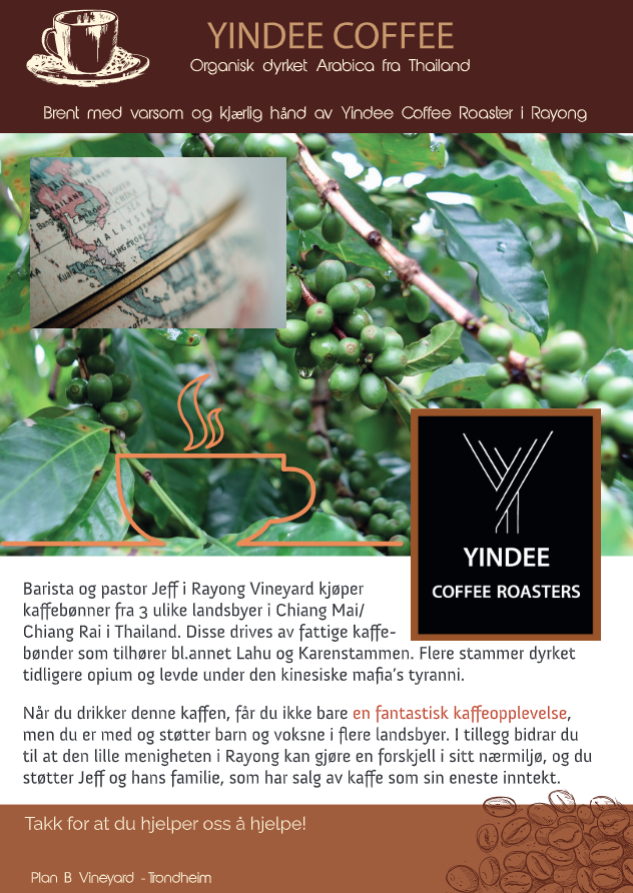 YINDEE COFFEE
Organisk dyrket Arabica fra Thailand
Brent med varsom og kjærlig hånd av Yindee Coffee Roaster i Rayong
THAILAND
Bang
SOUTH
CHINA
MALAYSIA
Kuala
YINDEE
COFFEE ROASTERS
Barista og pastor Jeff i Rayong Vineyard kjøper
kaffebønner fra 3 ulike landsbyer i Chiang Mai/
Chiang Rai i Thailand. Disse drives av fattige kaffe-
bønder som tilhører bl.annet Lahu og Karenstammen. Flere stammer dyrket
tidligere opium og levde under den kinesiske mafia's tyranni.
Når du drikker denne kaffen, får du ikke bare en fantastisk kaffeopplevelse,
men du er med og støtter barn og voksne i flere landsbyer. I tillegg bidrar du
til at den lille menigheten i Rayong kan gjøre en forskjell i sitt nærmiljø, og du
støtter Jeff og hans familie, som har salg av kaffe som sin eneste inntekt.
Takk for at du hjelper oss å hjelpe!
Plan B Vineyard - Trondheim